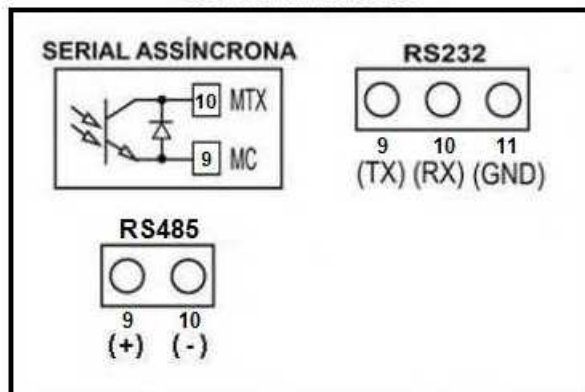 SERIAL ASSÍNCRONA
10 MTX
9 MC
RS232
9 10 11
(TX) (RX) (GND)
RS485
9 10
(+) (-)